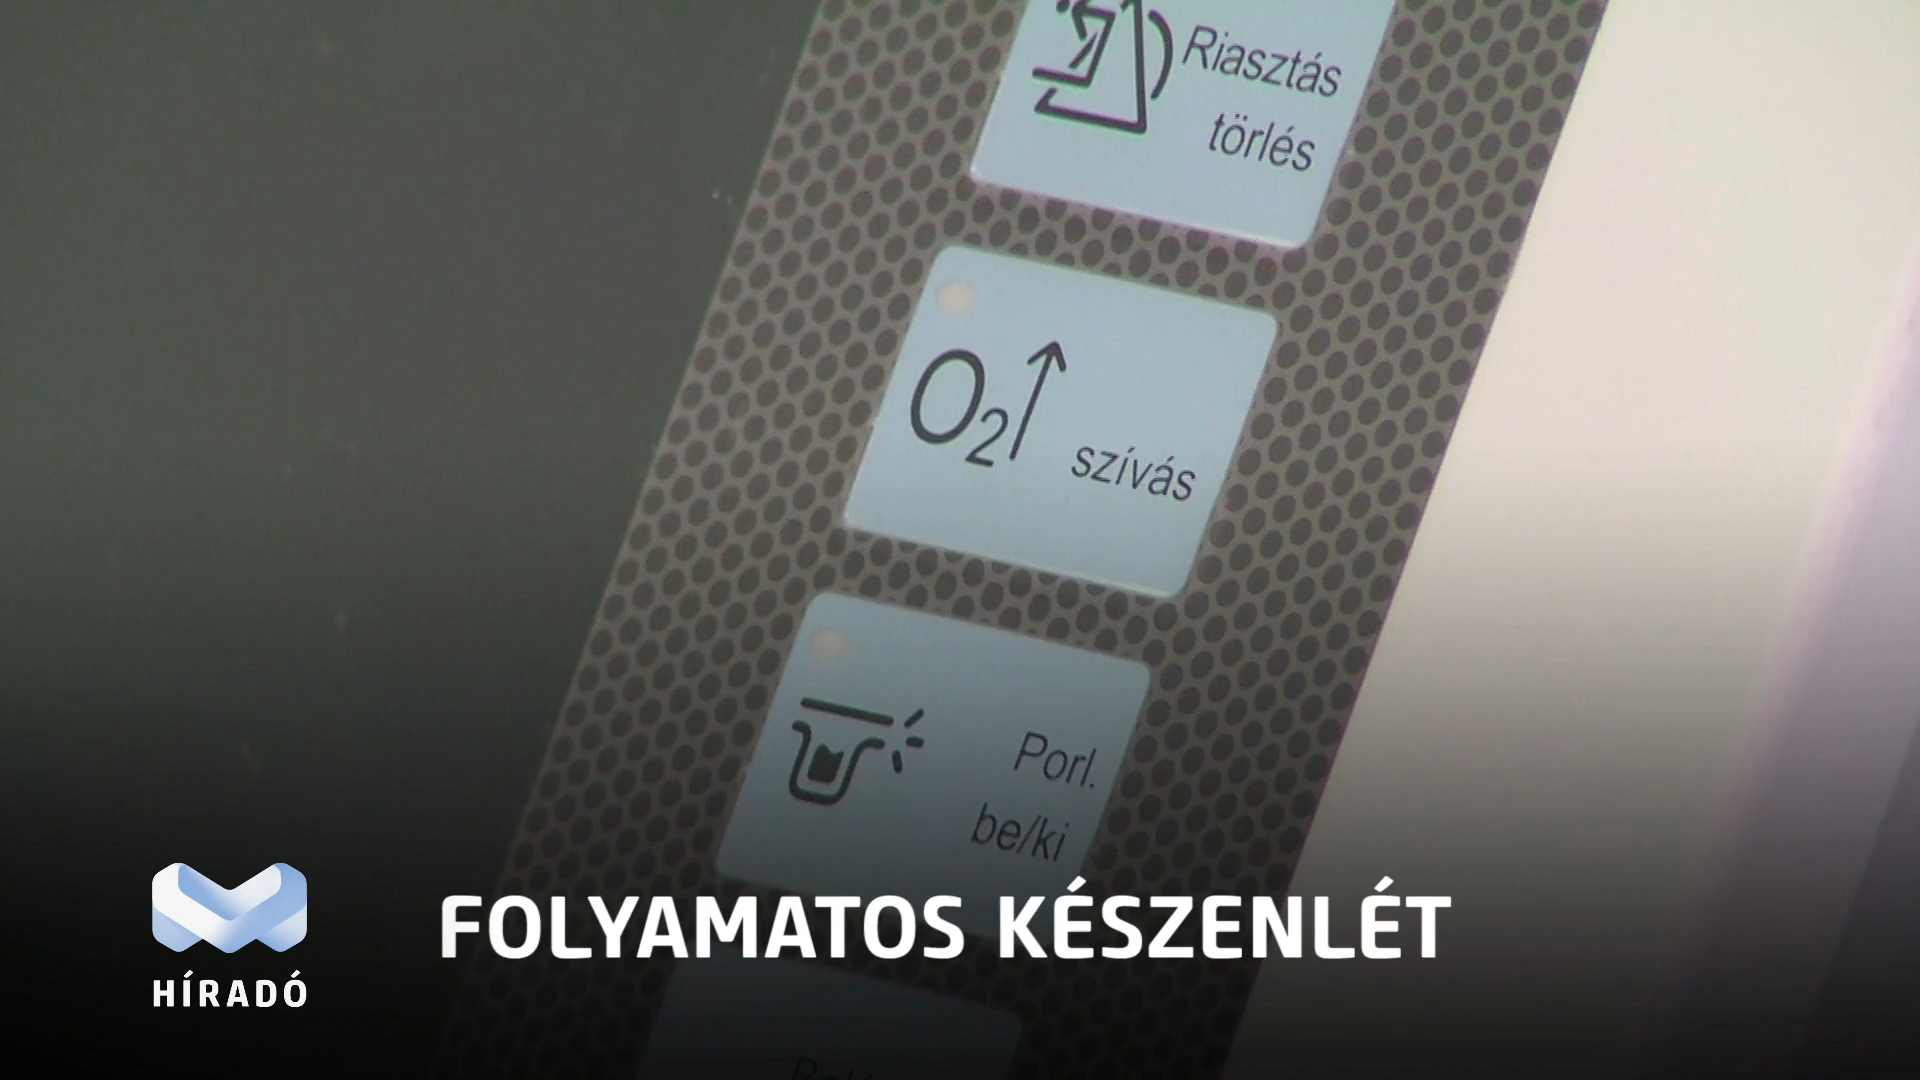 Riasztás
törlés
O₂↑ szívás
Porl.
be/ki
FOLYAMATOS KÉSZENLÉT
HÍRADÓ